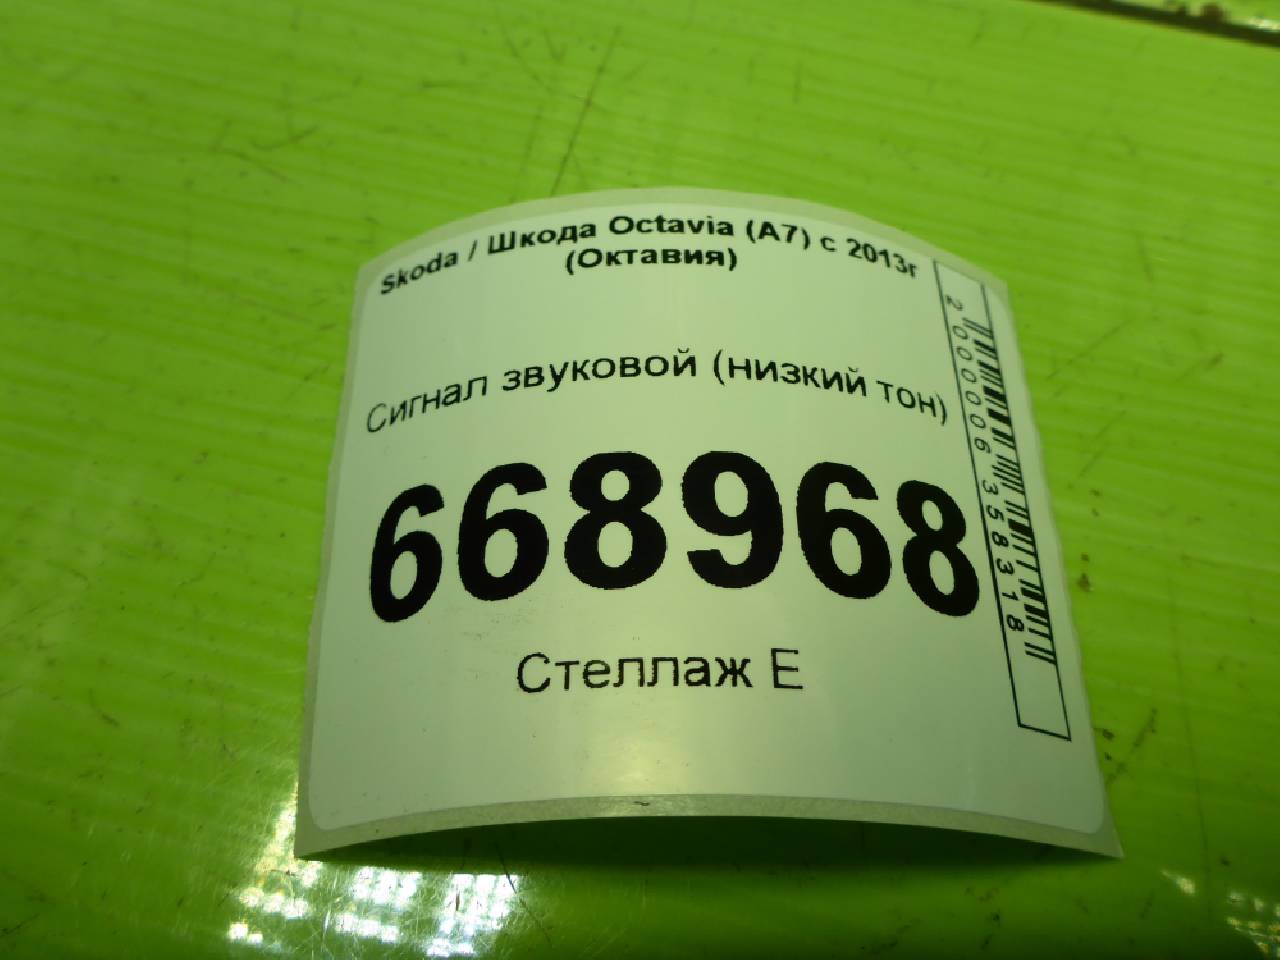 Skoda / Шкода Octavia (A7) с 2013г
(Октавия)
Сигнал звуковой (низкий тон)
668968
Стеллаж Е
2000006358318